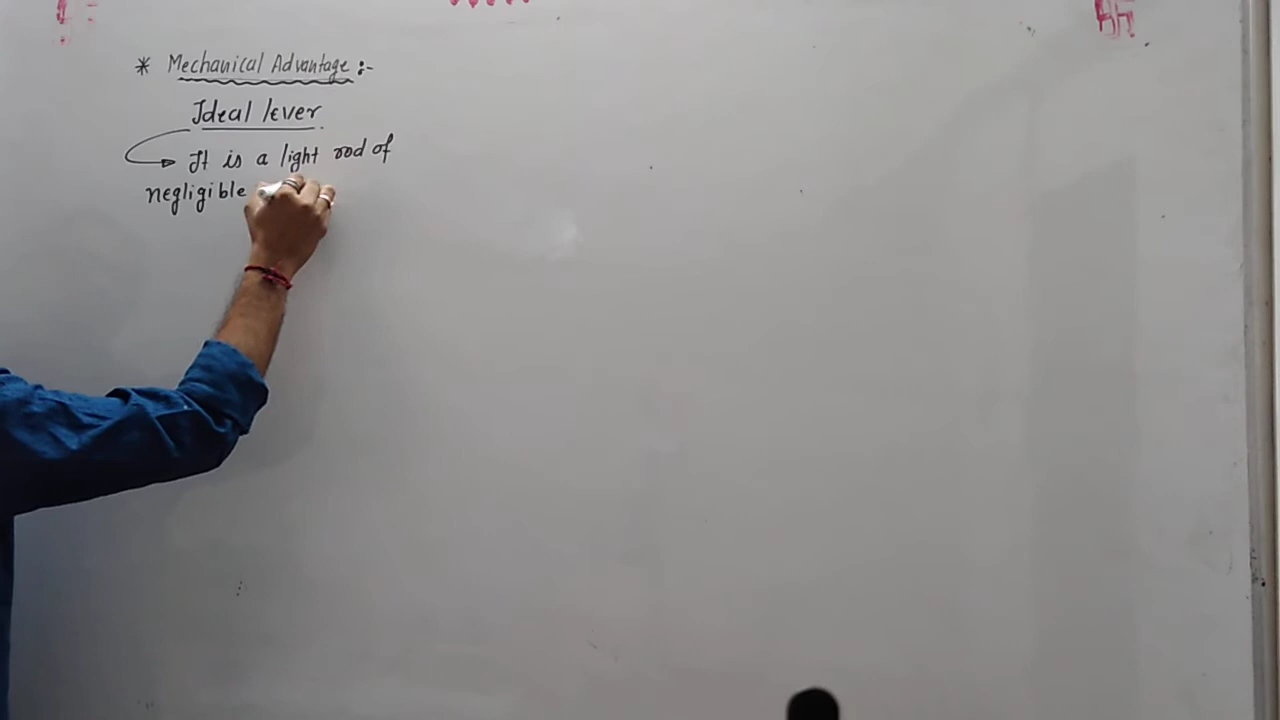 * Mechanical Advantage :-
Ideal lever
It is a light rod of
negligible